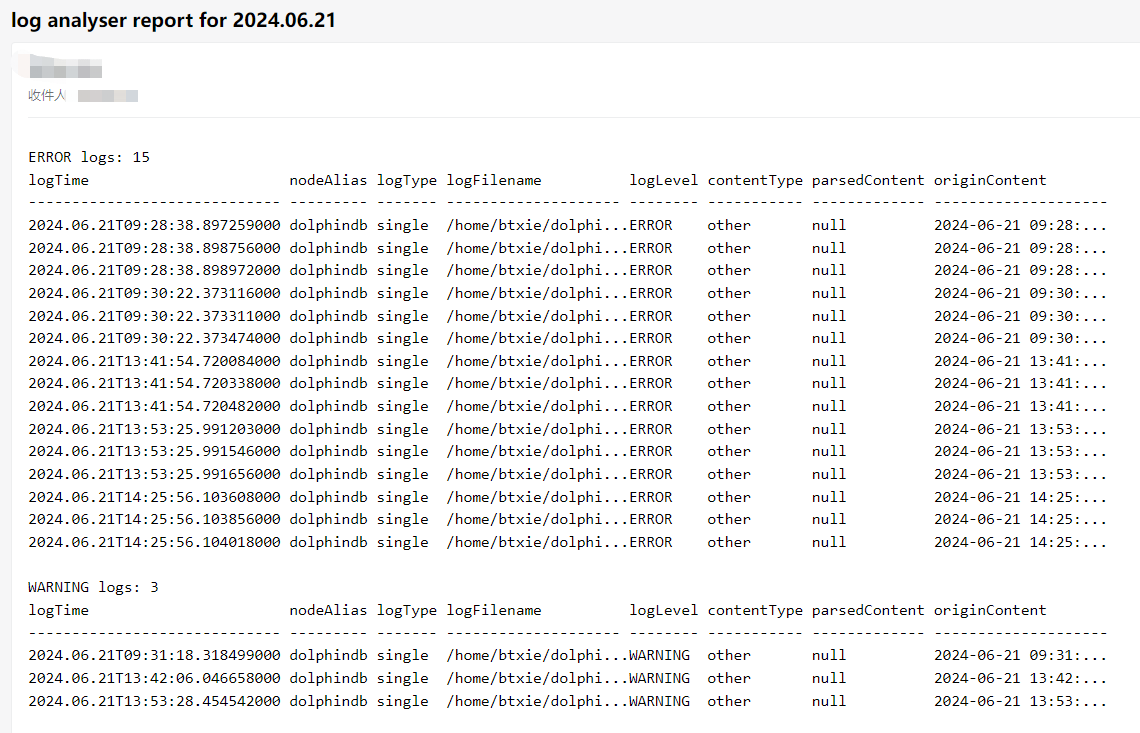 log analyser report for 2024.06.21
收件人
ERROR logs: 15
logTime nodeAlias logType logFilename logLevel contentType parsedContent originContent
----------------------------- --------- ------- -------------------- -------- ----------- ------------- --------------------
2024.06.21T09:28:38.897259000 dolphindb single /home/btxie/dolphi...ERROR other null 2024-06-21 09:28:...
2024.06.21T09:28:38.898756000 dolphindb single /home/btxie/dolphi...ERROR other null 2024-06-21 09:28:...
2024.06.21T09:28:38.898972000 dolphindb single /home/btxie/dolphi...ERROR other null 2024-06-21 09:28:...
2024.06.21T09:30:22.373116000 dolphindb single /home/btxie/dolphi...ERROR other null 2024-06-21 09:30:...
2024.06.21T09:30:22.373311000 dolphindb single /home/btxie/dolphi...ERROR other null 2024-06-21 09:30:...
2024.06.21T09:30:22.373474000 dolphindb single /home/btxie/dolphi...ERROR other null 2024-06-21 09:30:...
2024.06.21T13:41:54.720084000 dolphindb single /home/btxie/dolphi...ERROR other null 2024-06-21 13:41:...
2024.06.21T13:41:54.720338000 dolphindb single /home/btxie/dolphi...ERROR other null 2024-06-21 13:41:...
2024.06.21T13:41:54.720482000 dolphindb single /home/btxie/dolphi...ERROR other null 2024-06-21 13:41:...
2024.06.21T13:53:25.991203000 dolphindb single /home/btxie/dolphi...ERROR other null 2024-06-21 13:53:...
2024.06.21T13:53:25.991546000 dolphindb single /home/btxie/dolphi...ERROR other null 2024-06-21 13:53:...
2024.06.21T13:53:25.991656000 dolphindb single /home/btxie/dolphi...ERROR other null 2024-06-21 13:53:...
2024.06.21T14:25:56.103608000 dolphindb single /home/btxie/dolphi...ERROR other null 2024-06-21 14:25:...
2024.06.21T14:25:56.103856000 dolphindb single /home/btxie/dolphi...ERROR other null 2024-06-21 14:25:...
2024.06.21T14:25:56.104018000 dolphindb single /home/btxie/dolphi...ERROR other null 2024-06-21 14:25:...
WARNING logs: 3
logTime nodeAlias logType logFilename logLevel contentType parsedContent originContent
----------------------------- --------- ------- -------------------- -------- ----------- ------------- --------------------
2024.06.21T09:31:18.318499000 dolphindb single /home/btxie/dolphi...WARNING other null 2024-06-21 09:31:...
2024.06.21T13:42:06.046658000 dolphindb single /home/btxie/dolphi...WARNING other null 2024-06-21 13:42:...
2024.06.21T13:53:28.454542000 dolphindb single /home/btxie/dolphi...WARNING other null 2024-06-21 13:53:...